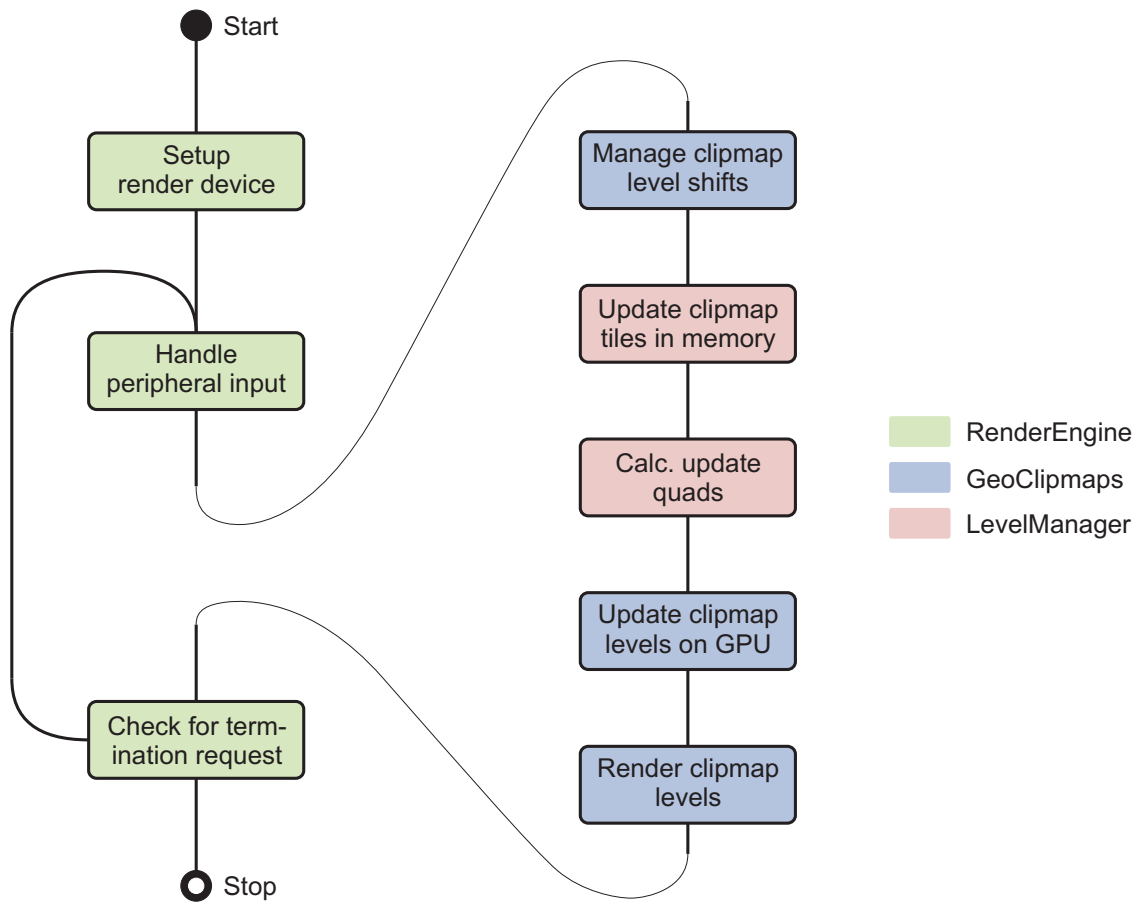 Start
Setup
render device
Handle
peripheral input
Check for term-
ination request
Stop
Manage clipmap
level shifts
Update clipmap
tiles in memory
Calc. update
quads
Update clipmap
levels on GPU
Render clipmap
levels
RenderEngine
GeoClipmaps
LevelManager